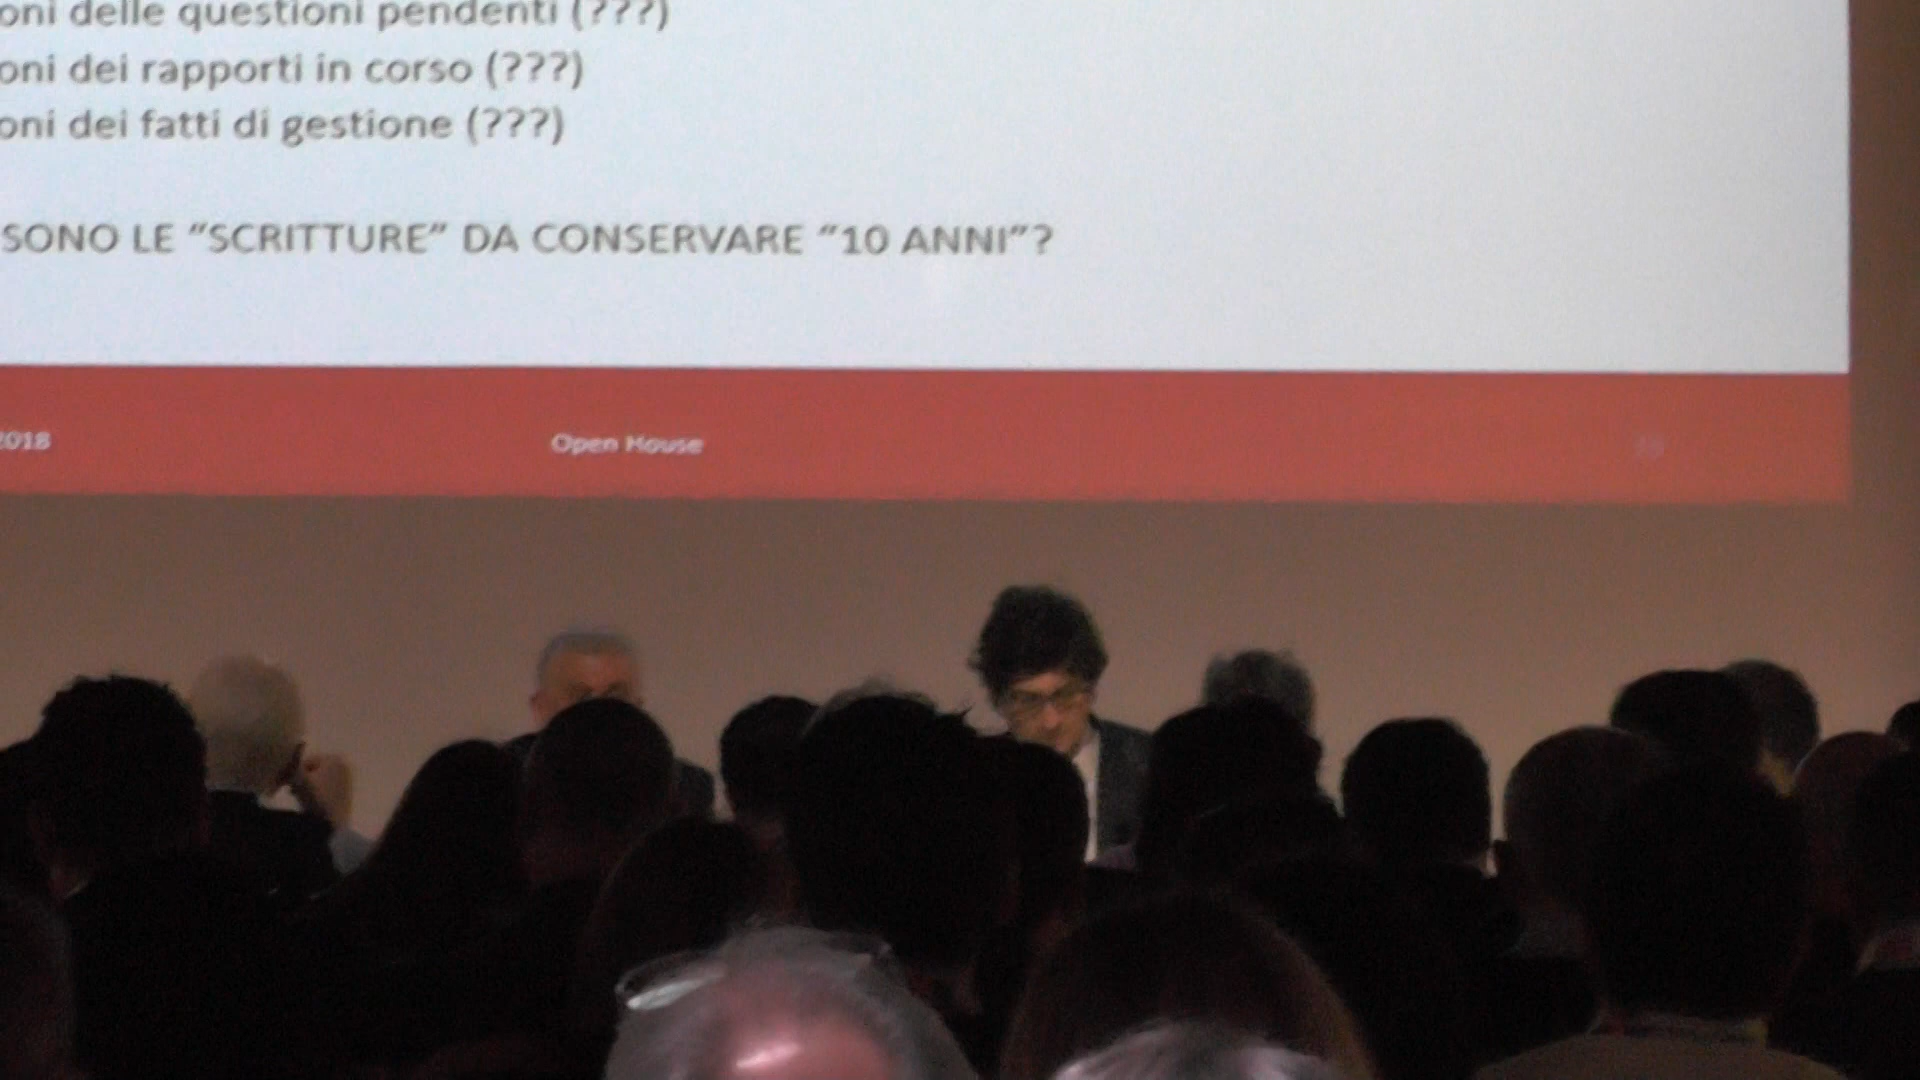 oni delle questioni pendenti (???)
oni dei rapporti in corso (???)
oni dei fatti di gestione (???)
SONO LE “SCRITTURE” DA CONSERVARE “10 ANNI”?
2018 Open House